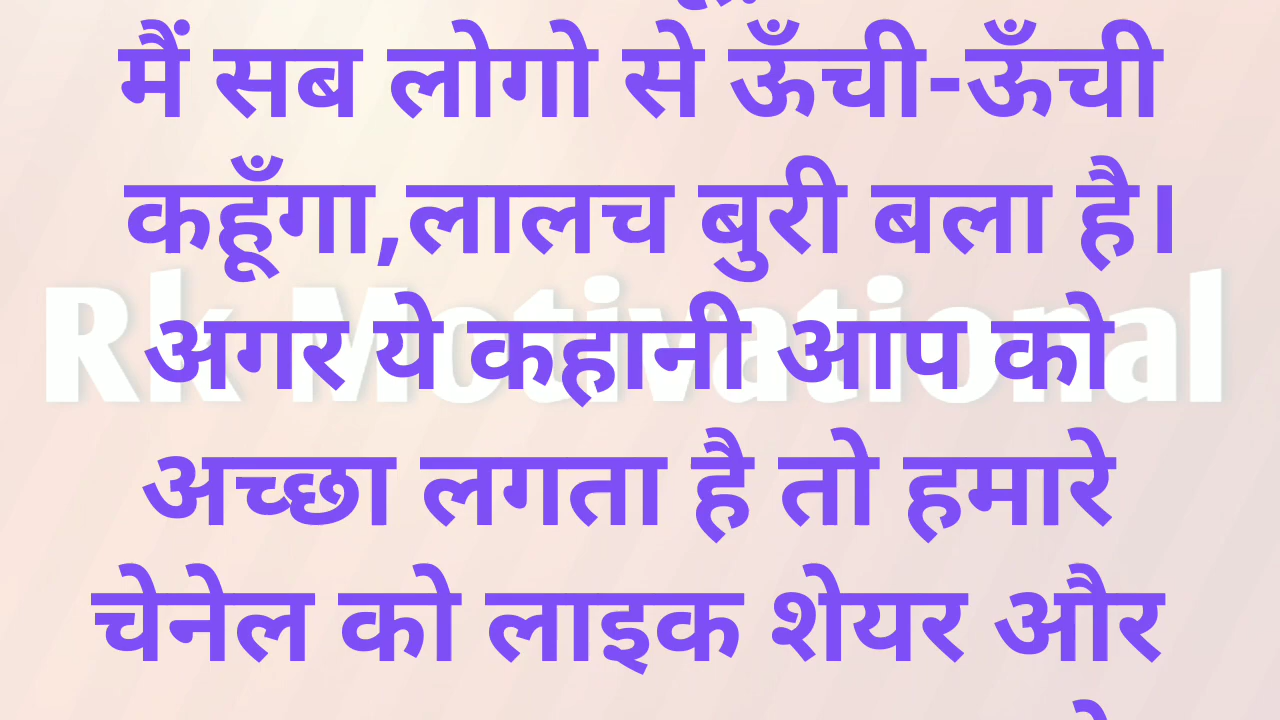 मैं सब लोगो से ऊँची-ऊँची
कहूँगा,लालच बुरी बला है।
Rk Motivational
अगर ये कहानी आप को
अच्छा लगता है तो हमारे
चेनेल को लाइक शेयर और